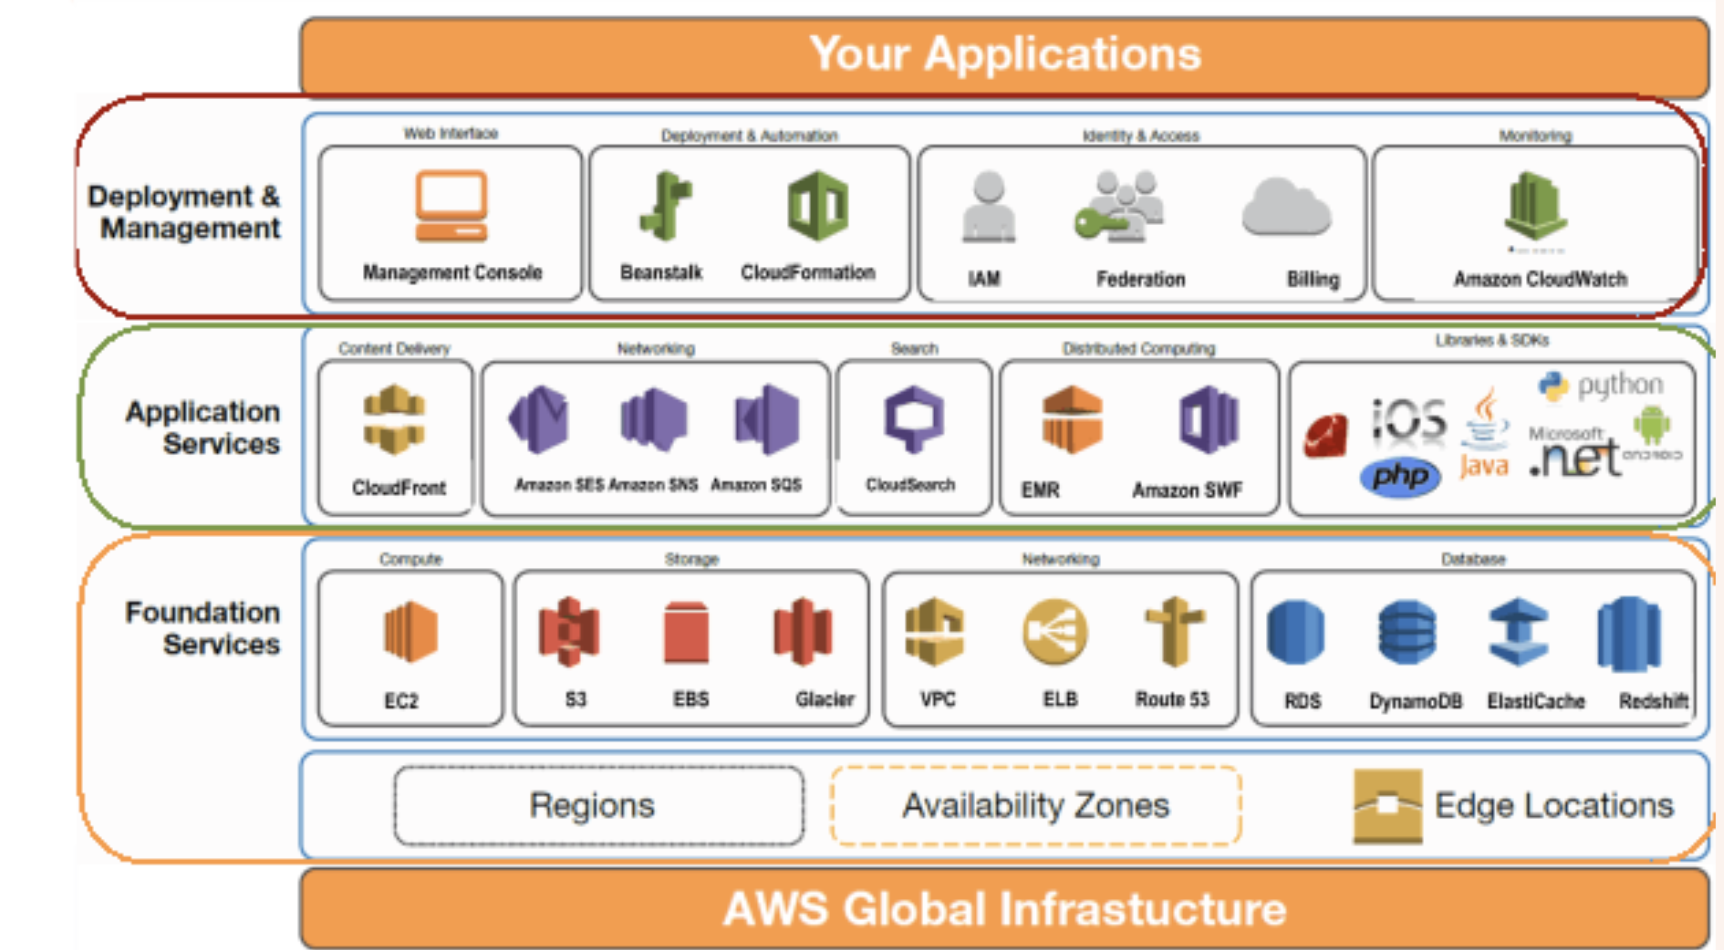 Your Applications
Web Interface
Deployment & Automation
Identity & Access
Monitoring
Deployment &
Management
Management Console
Beanstalk
CloudFormation
IAM
Federation
Billing
Amazon CloudWatch
Content Delivery
Networking
Search
Distributed Computing
Libraries & SDKs
Application
Services
CloudFront
Amazon SES
Amazon SNS
Amazon SQS
CloudSearch
EMR
Amazon SWF
iOS
php
Java
python
Microsoft
.net
ANDROID
Compute
Storage
Networking
Database
Foundation
Services
EC2
S3
EBS
Glacier
VPC
ELB
Route 53
RDS
DynamoDB
ElastiCache
Redshift
Regions
Availability Zones
Edge Locations
AWS Global Infrastucture